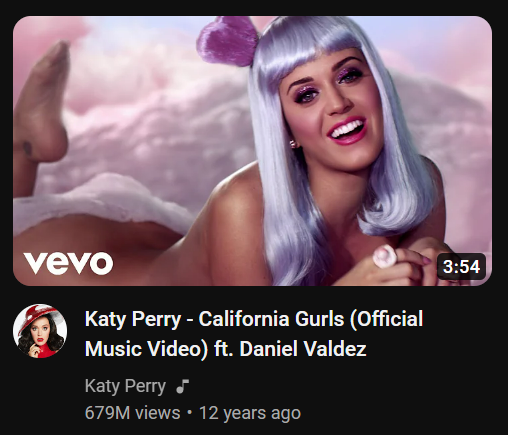 vevo
3:54
Katy Perry - California Gurls (Official
Music Video) ft. Daniel Valdez
Katy Perry
679M views • 12 years ago